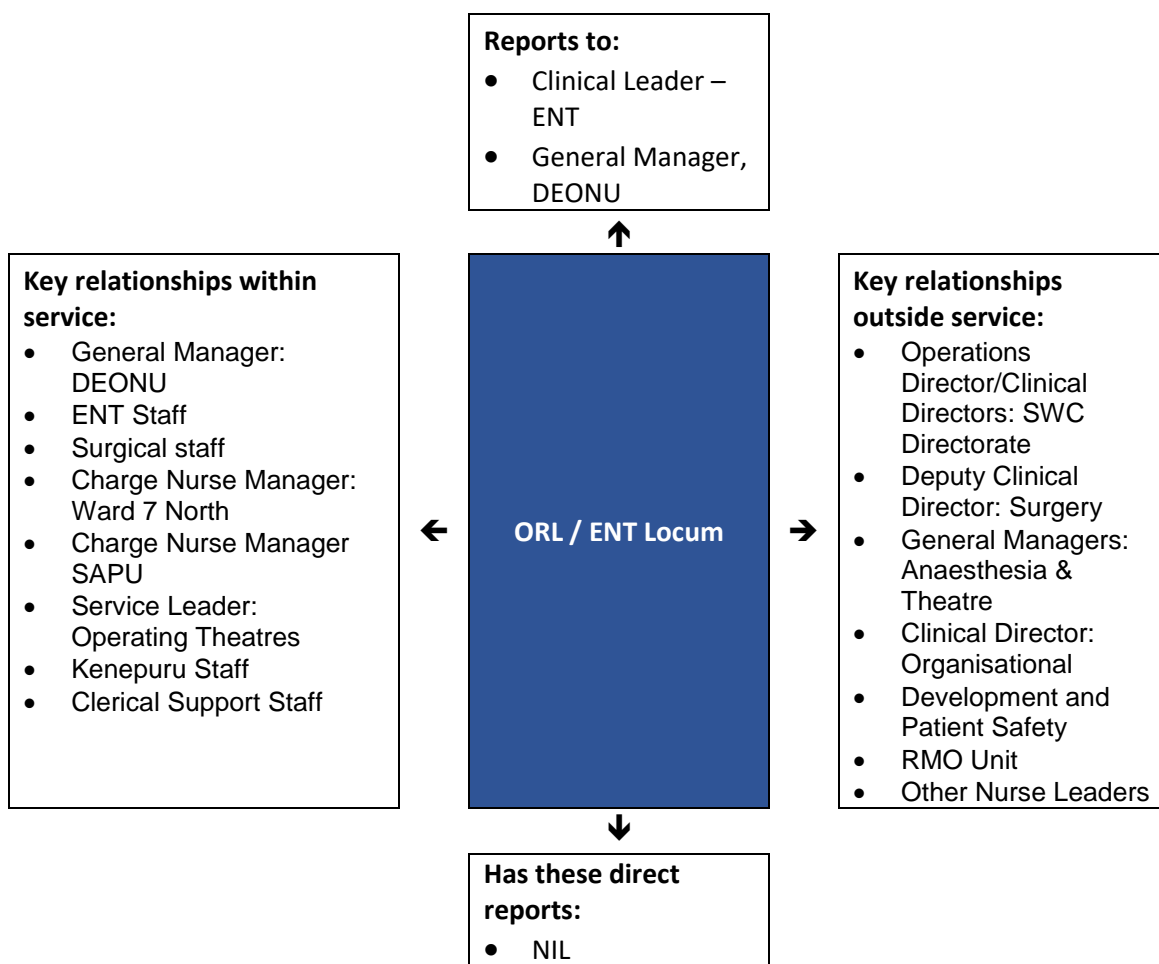 Reports to:
• Clinical Leader –
ENT
• General Manager,
DEONU
Key relationships within
service:
• General Manager:
DEONU
• ENT Staff
• Surgical staff
• Charge Nurse Manager:
Ward 7 North
• Charge Nurse Manager
SAPU
• Service Leader:
Operating Theatres
• Kenepuru Staff
• Clerical Support Staff
ORL / ENT Locum
Key relationships
outside service:
• Operations
Director/Clinical
Directors: SWC
Directorate
• Deputy Clinical
Director: Surgery
• General Managers:
Anaesthesia &
Theatre
• Clinical Director:
Organisational
• Development and
Patient Safety
• RMO Unit
• Other Nurse Leaders
Has these direct
reports:
• NIL